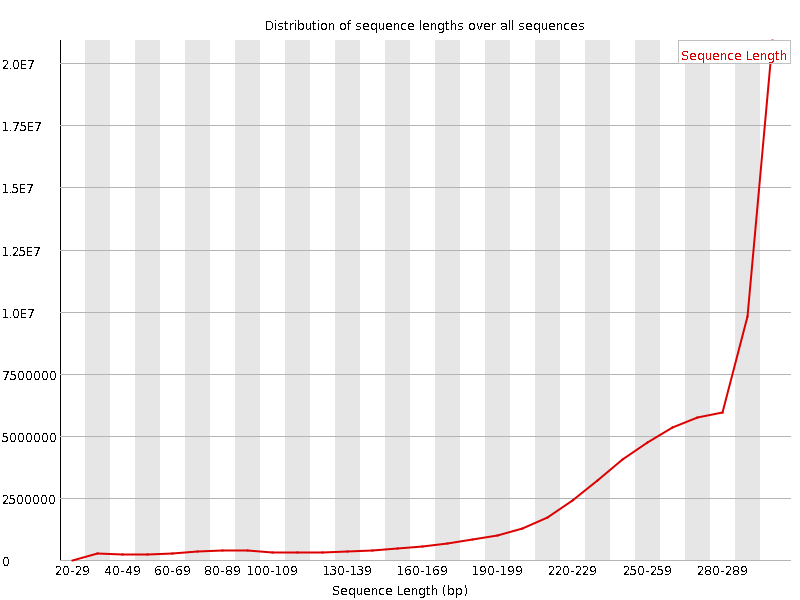 Distribution of sequence lengths over all sequences
Sequence Length
2.0E7
1.75E7
1.5E7
1.25E7
1.0E7
7500000
5000000
2500000
0
20-29 40-49 60-69 80-89 100-109 130-139 160-169 190-199 220-229 250-259 280-289
Sequence Length (bp)